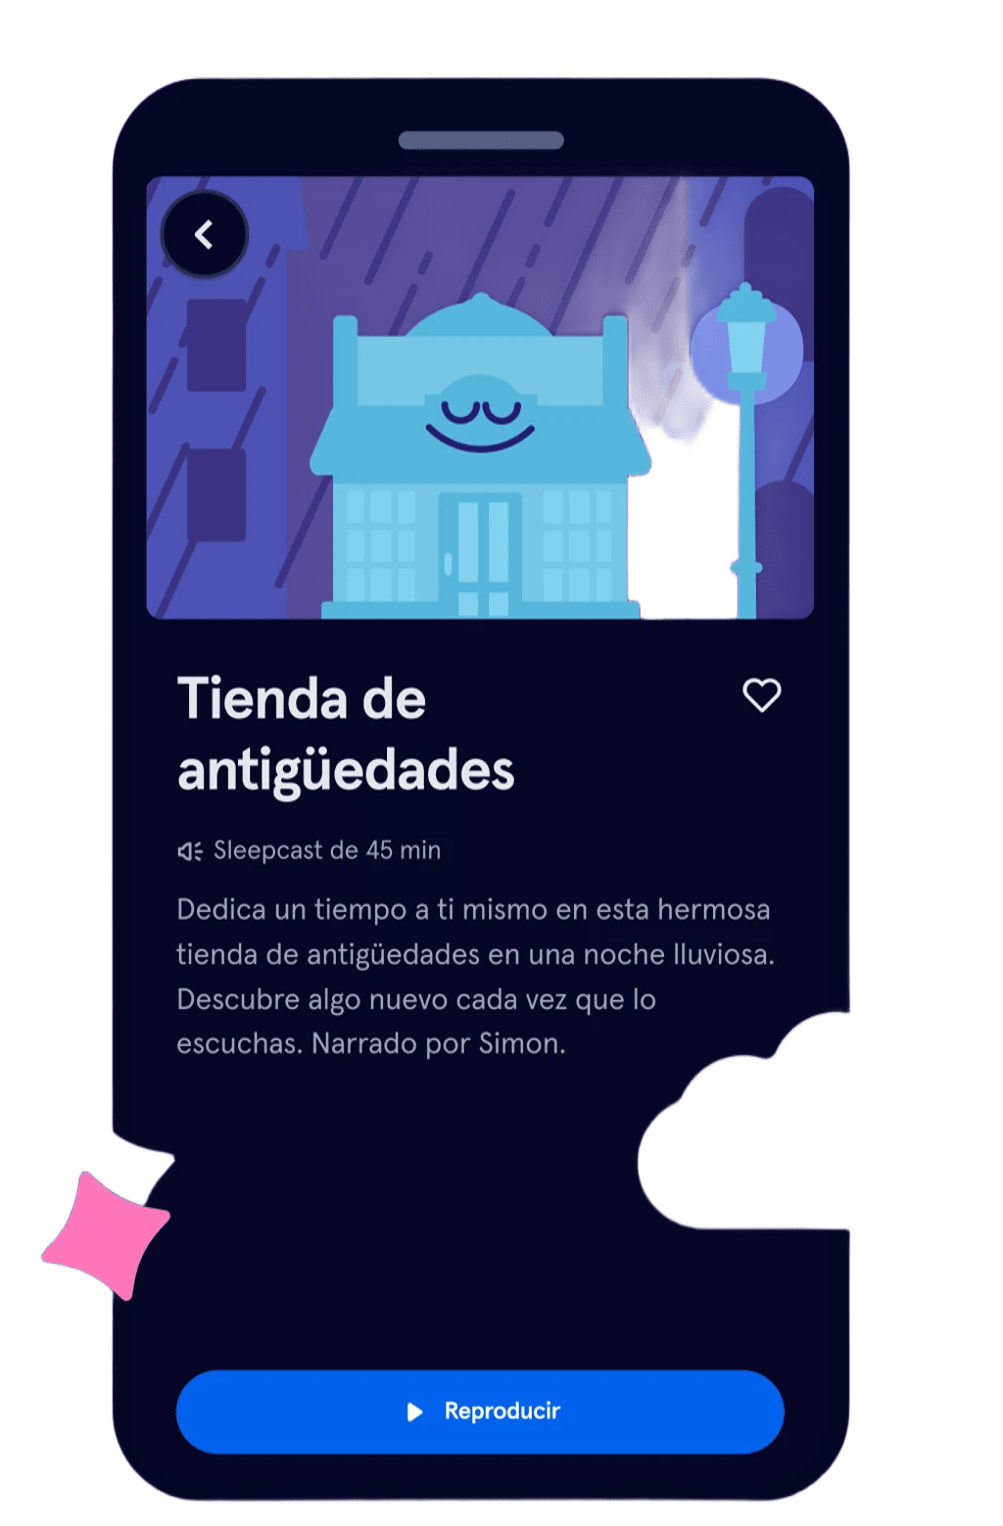 Tienda de
antigüedades
Sleepcast de 45 min
Dedica un tiempo a ti mismo en esta hermosa
tienda de antigüedades en una noche lluviosa.
Descubre algo nuevo cada vez que lo
escuchas. Narrado por Simon.
Reproducir